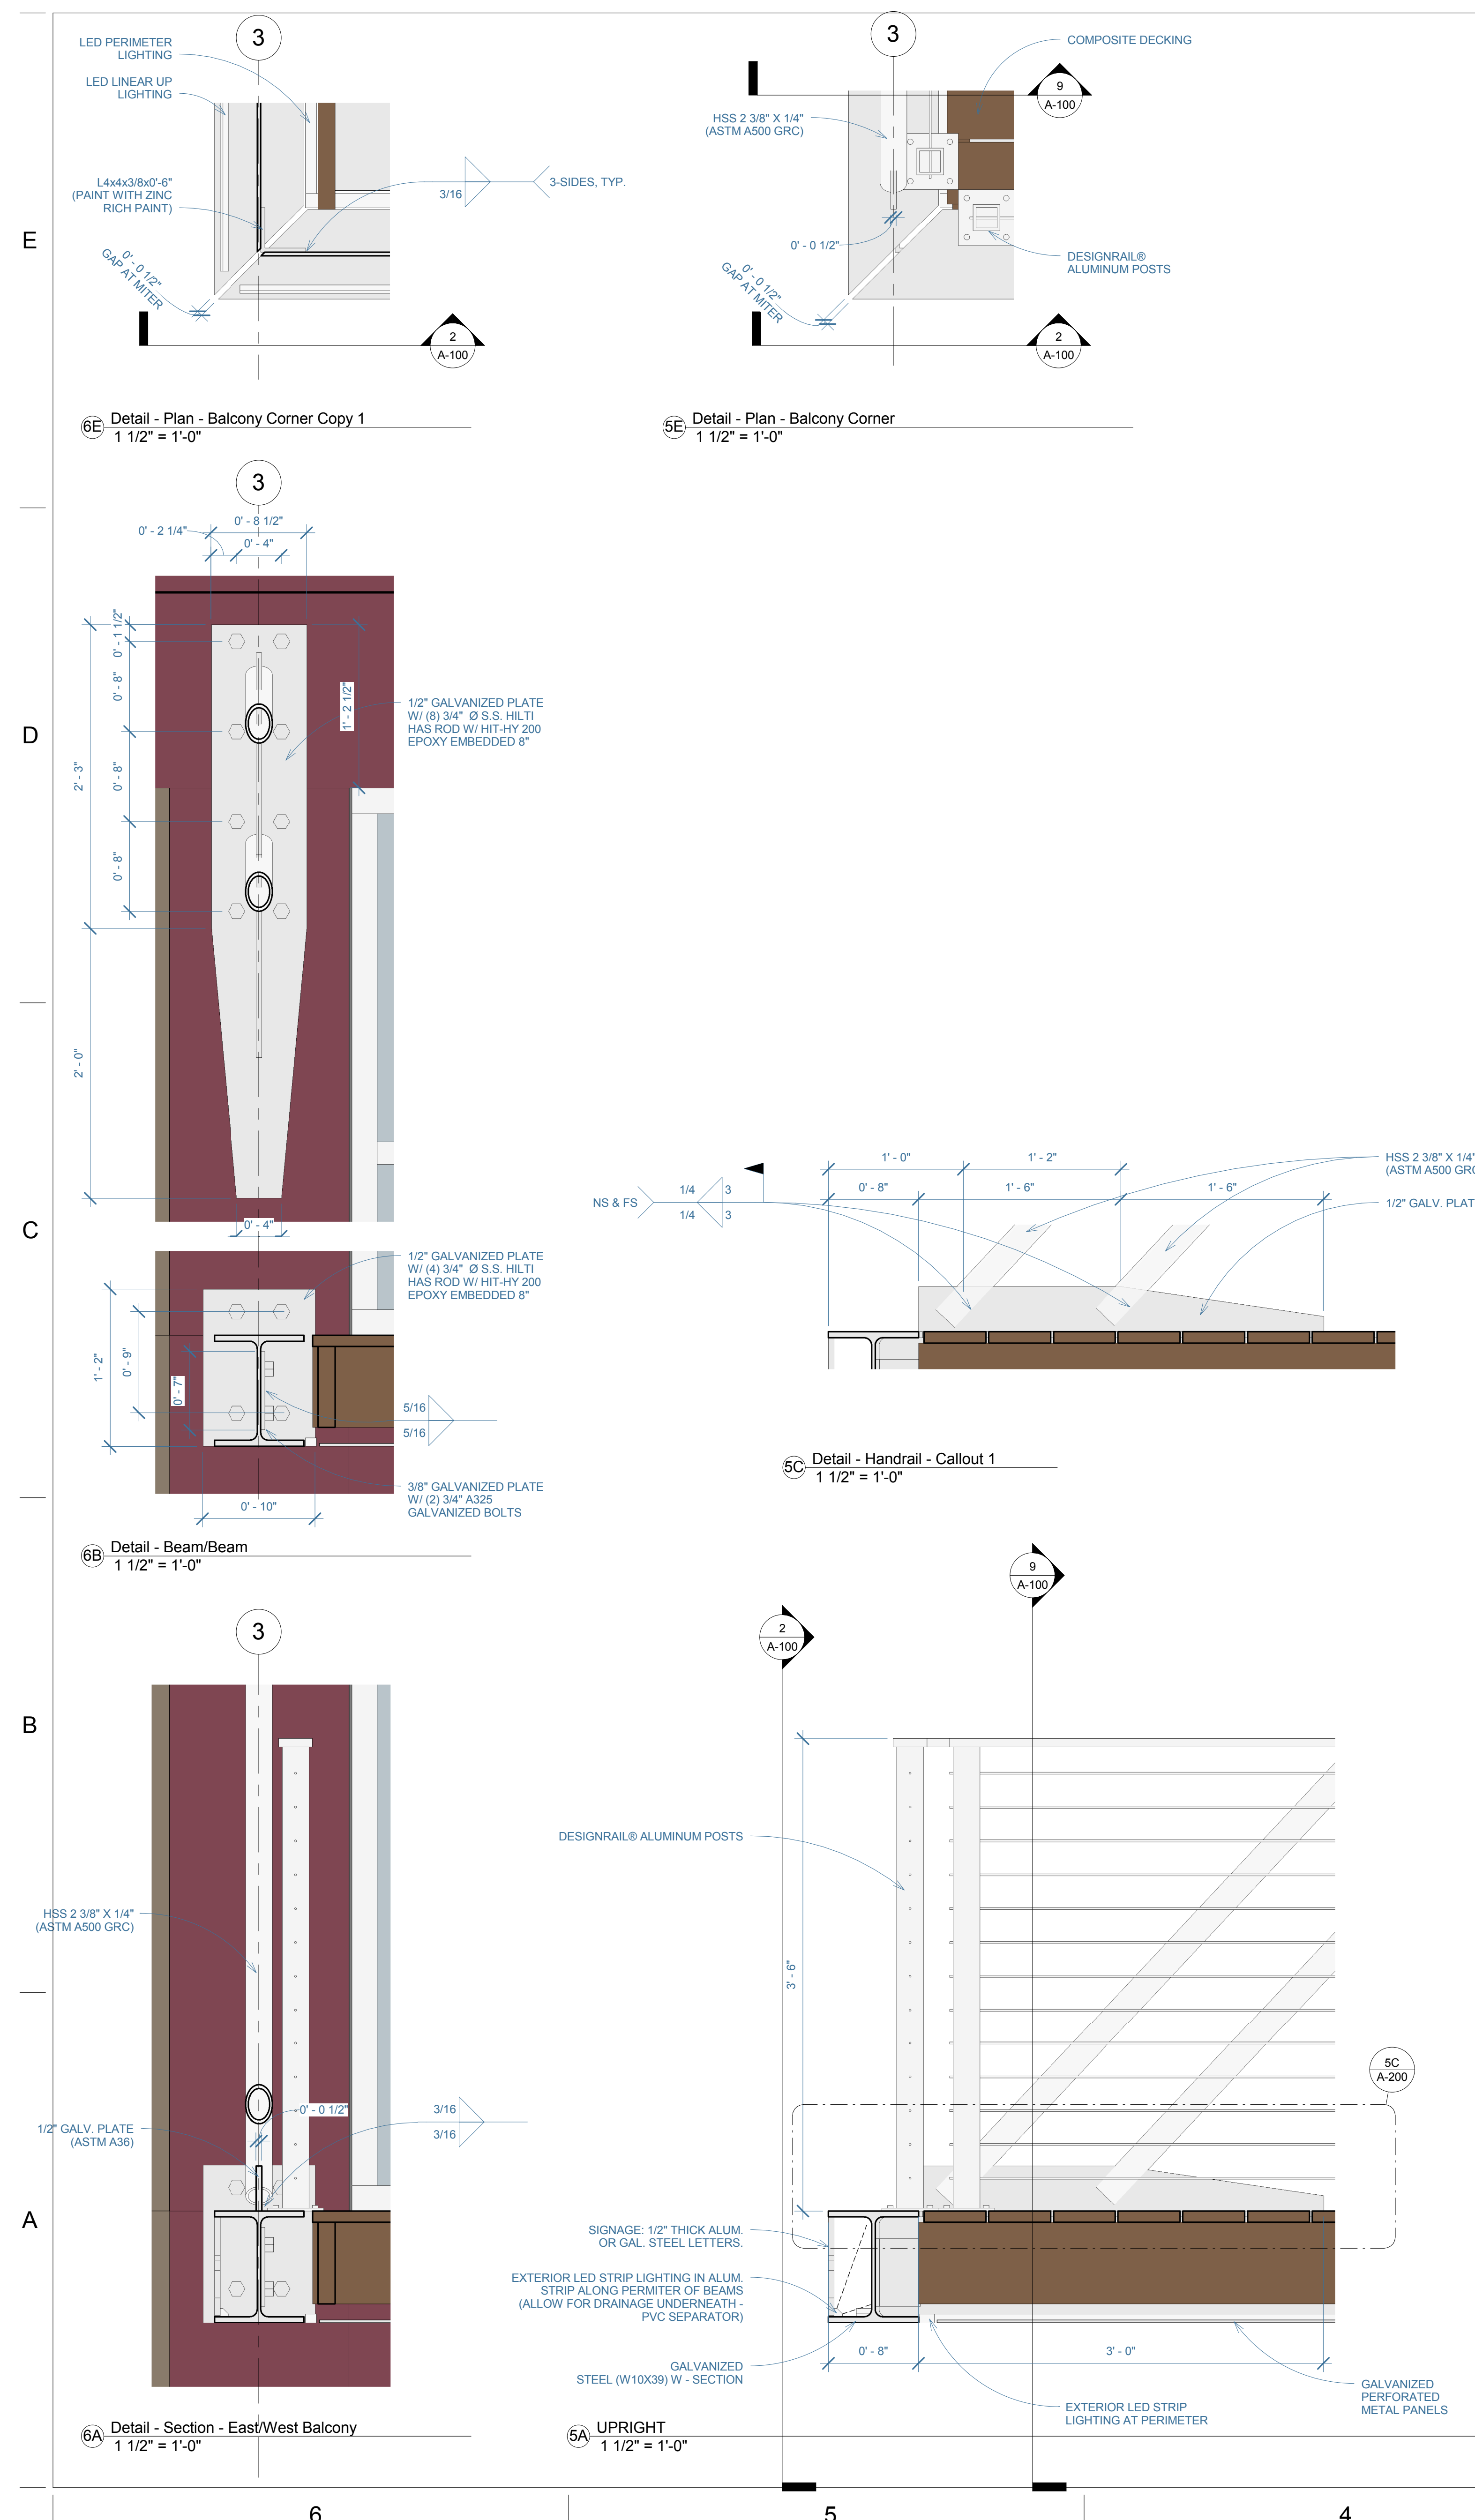 3
LED PERIMETER
LIGHTING
LED LINEAR UP
LIGHTING
L4x4x3/8x0'-6"
(PAINT WITH ZINC
RICH PAINT)
3/16
3-SIDES, TYP.
0' - 0 1/2"
GAP AT MITER
2
A-100
6E
Detail - Plan - Balcony Corner Copy 1
1 1/2" = 1'-0"
3
COMPOSITE DECKING
9
A-100
HSS 2 3/8" X 1/4"
(ASTM A500 GRC)
0' - 0 1/2"
0' - 0 1/2"
GAP AT MITER
DESIGNRAIL®
ALUMINUM POSTS
2
A-100
5E
Detail - Plan - Balcony Corner
1 1/2" = 1'-0"
E
D
C
B
A
3
0' - 8 1/2"
0' - 2 1/4"
0' - 4"
0' - 1 1/2"
0' - 8"
0' - 8"
0' - 8"
2' - 3"
2' - 0"
1' - 2 1/2"
1/2" GALVANIZED PLATE
W/ (8) 3/4" Ø S.S. HILTI
HAS ROD W/ HIT-HY 200
EPOXY EMBEDDED 8"
0' - 4"
1/2" GALVANIZED PLATE
W/ (4) 3/4" Ø S.S. HILTI
HAS ROD W/ HIT-HY 200
EPOXY EMBEDDED 8"
1' - 2"
0' - 9"
0' - 7"
5/16
5/16
3/8" GALVANIZED PLATE
W/ (2) 3/4" A325
GALVANIZED BOLTS
0' - 10"
6B
Detail - Beam/Beam
1 1/2" = 1'-0"
1' - 0"
1' - 2"
0' - 8"
1' - 6"
1' - 6"
NS & FS
1/4
3
1/4
3
HSS 2 3/8" X 1/4"
(ASTM A500 GRC
1/2" GALV. PLAT
5C
Detail - Handrail - Callout 1
1 1/2" = 1'-0"
3
HSS 2 3/8" X 1/4"
(ASTM A500 GRC)
0' - 0 1/2"
3/16
3/16
1/2" GALV. PLATE
(ASTM A36)
6A
Detail - Section - East/West Balcony
1 1/2" = 1'-0"
9
A-100
2
A-100
DESIGNRAIL® ALUMINUM POSTS
3' - 6"
5C
A-200
SIGNAGE: 1/2" THICK ALUM.
OR GAL. STEEL LETTERS.
EXTERIOR LED STRIP LIGHTING IN ALUM.
STRIP ALONG PERMITER OF BEAMS
(ALLOW FOR DRAINAGE UNDERNEATH -
PVC SEPARATOR)
GALVANIZED
STEEL (W10X39) W - SECTION
0' - 8"
3' - 0"
EXTERIOR LED STRIP
LIGHTING AT PERIMETER
GALVANIZED
PERFORATED
METAL PANELS
5A
UPRIGHT
1 1/2" = 1'-0"
6
5
4